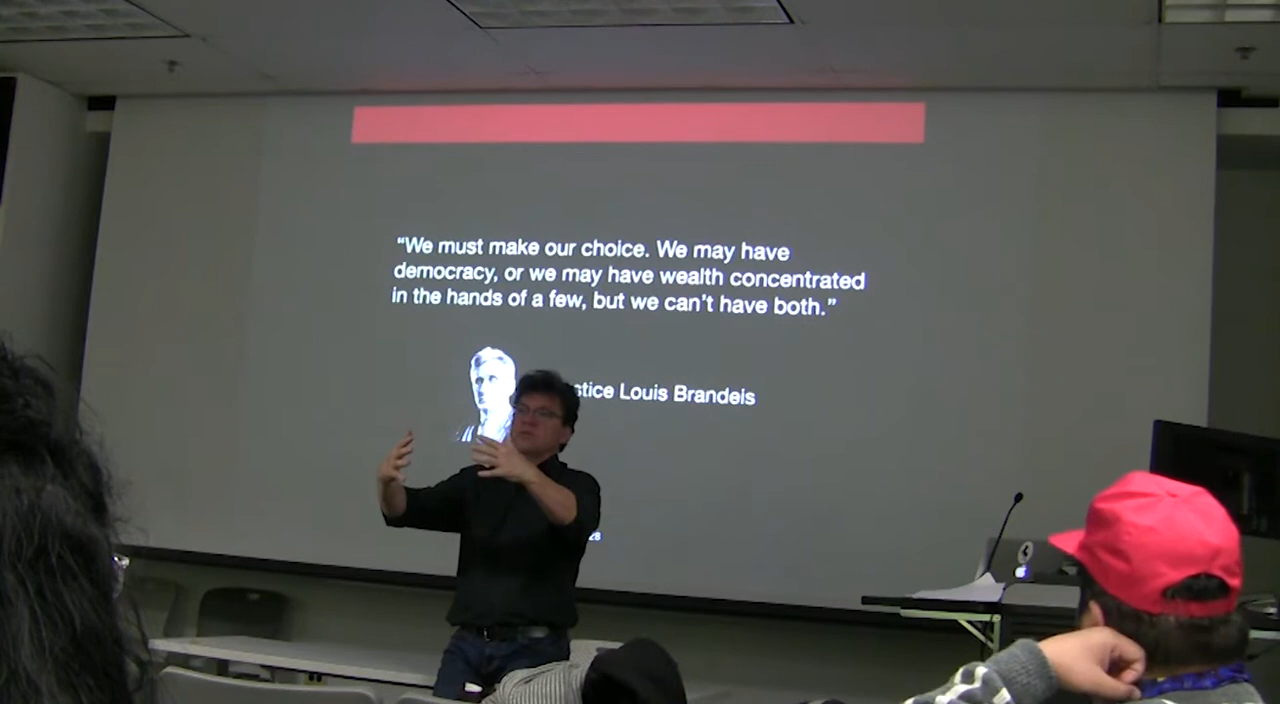 “We must make our choice. We may have
democracy, or we may have wealth concentrated
in the hands of a few, but we can’t have both.”
stice Louis Brandeis
28